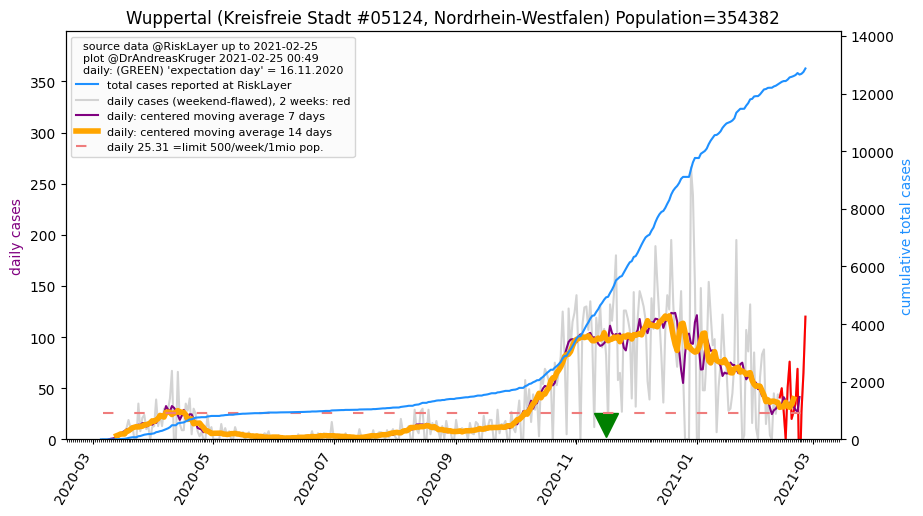 Wuppertal (Kreisfreie Stadt #05124, Nordrhein-Westfalen) Population=354382
source data @RiskLayer up to 2021-02-25
plot @DrAndreasKruger 2021-02-25 00:49
daily: (GREEN) 'expectation day' = 16.11.2020
total cases reported at RiskLayer
daily cases (weekend-flawed), 2 weeks: red
daily: centered moving average 7 days
daily: centered moving average 14 days
daily 25.31 =limit 500/week/1mio pop.
daily cases
350
300
250
200
150
100
50
0
cumulative total cases
14000
12000
10000
8000
6000
4000
2000
0
2020-03
2020-05
2020-07
2020-09
2020-11
2021-01
2021-03